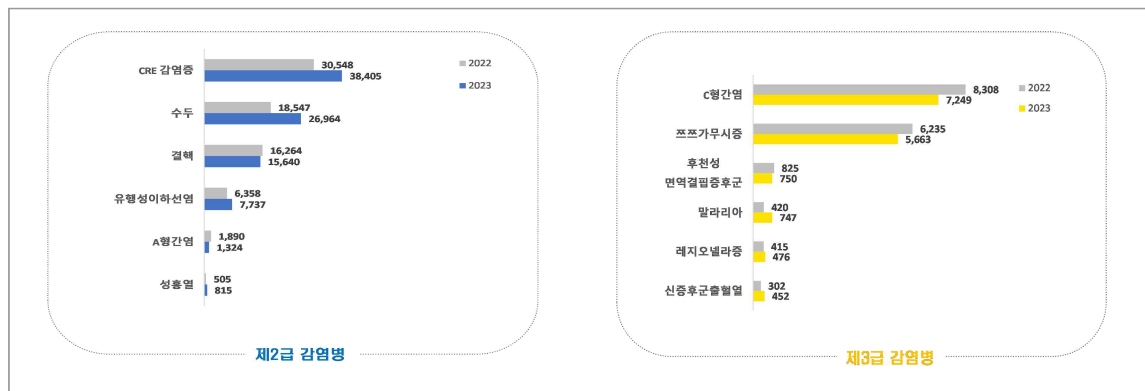 CRE 감염증
30,548
38,405
2022
2023
수두
18,547
26,964
결핵
16,264
15,640
유행성이하선염
6,358
7,737
A형간염
1,890
1,324
성홍열
505
815
제2급 감염병
C형간염
8,308
7,249
2022
2023
쯔쯔가무시증
6,235
5,663
후천성
면역결핍증후군
825
750
말라리아
420
747
레지오넬라증
415
476
신증후군출혈열
302
452
제3급 감염병